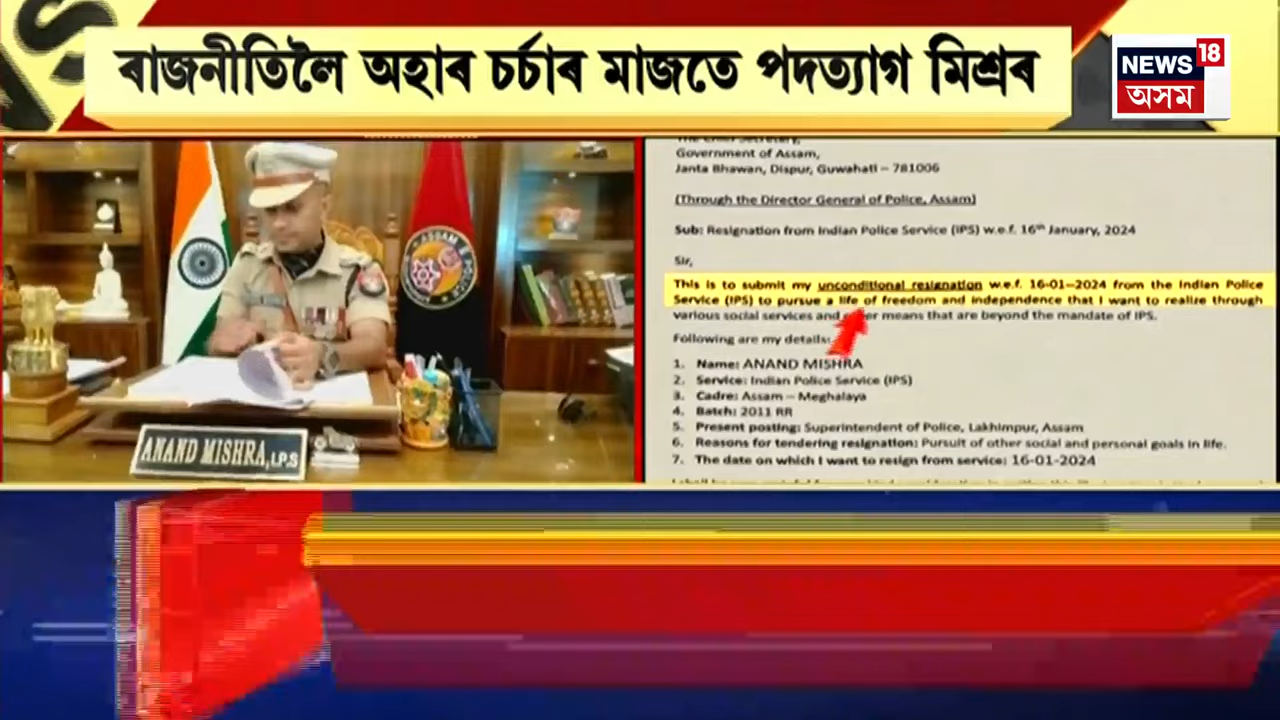 ৰাজনীতিলৈ অহাৰ চৰ্চাৰ মাজতে পদত্যাগ মিশ্ৰৰ
NEWS 18
অসম
The Chief Secretary,
Government of Assam,
Janta Bhawan, Dispur, Guwahati – 781006
(Through the Director General of Police, Assam)
Sub: Resignation from Indian Police Service (IPS) w.e.f. 16th January, 2024
Sir,
This is to submit my unconditional resignation w.e.f. 16-01-2024 from the Indian Police
Service (IPS) to pursue a life of freedom and independence that I want to realize through
various social services and other means that are beyond the mandate of IPS.
Following are my details:
1. Name: ANAND MISHRA
2. Service: Indian Police Service (IPS)
3. Cadre: Assam – Meghalaya
4. Batch: 2011 RR
5. Present posting: Superintendent of Police, Lakhimpur, Assam
6. Reasons for tendering resignation: Pursuit of other social and personal goals in life.
7. The date on which I want to resign from service: 16-01-2024
ASSAM POLICE
ANAND MISHRA, I.P.S